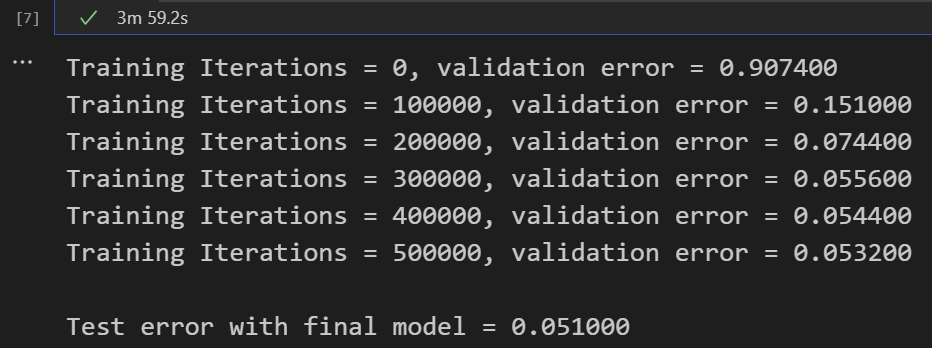 [7] 3m 59.2s
Training Iterations = 0, validation error = 0.907400
Training Iterations = 100000, validation error = 0.151000
Training Iterations = 200000, validation error = 0.074400
Training Iterations = 300000, validation error = 0.055600
Training Iterations = 400000, validation error = 0.054400
Training Iterations = 500000, validation error = 0.053200
Test error with final model = 0.051000